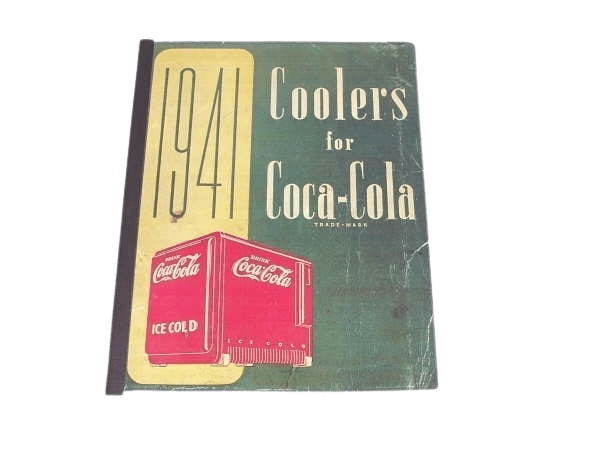 1941
Coolers
for
Coca-Cola
TRADE-MARK
DRINK
Coca-Cola
ICE COLD
DRINK
Coca-Cola
ICE COLD